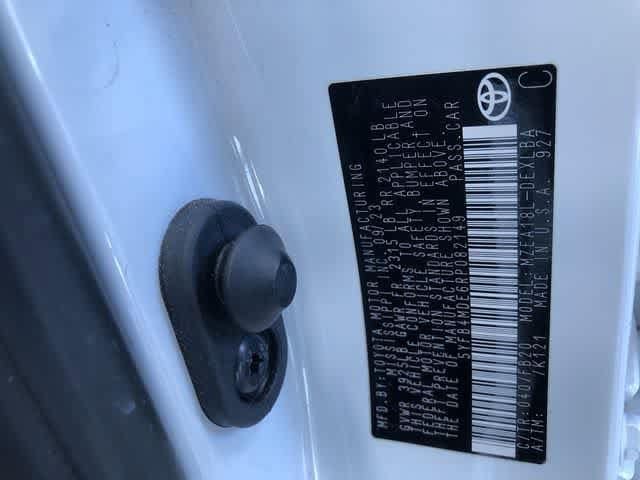 MFD. BY: TOYOTA MOTOR MANUFACTURING
MISSISSIPPI, INC. 09/23
GVWR 3925LB GAWR FR 2315 LB RR 2140 LB
THIS VEHICLE CONFORMS TO ALL APPLICABLE
FEDERAL MOTOR VEHICLE SAFETY, BUMPER, AND
THEFT PREVENTION STANDARDS IN EFFECT ON
THE DATE OF MANUFACTURE SHOWN ABOVE.
5YFB4MDE6RP082149 PASS. CAR
C/TR: 040/FB20 MODEL: MZEA18L-DEXLBA
A/TM: /K121 MADE IN U.S.A. 927
C